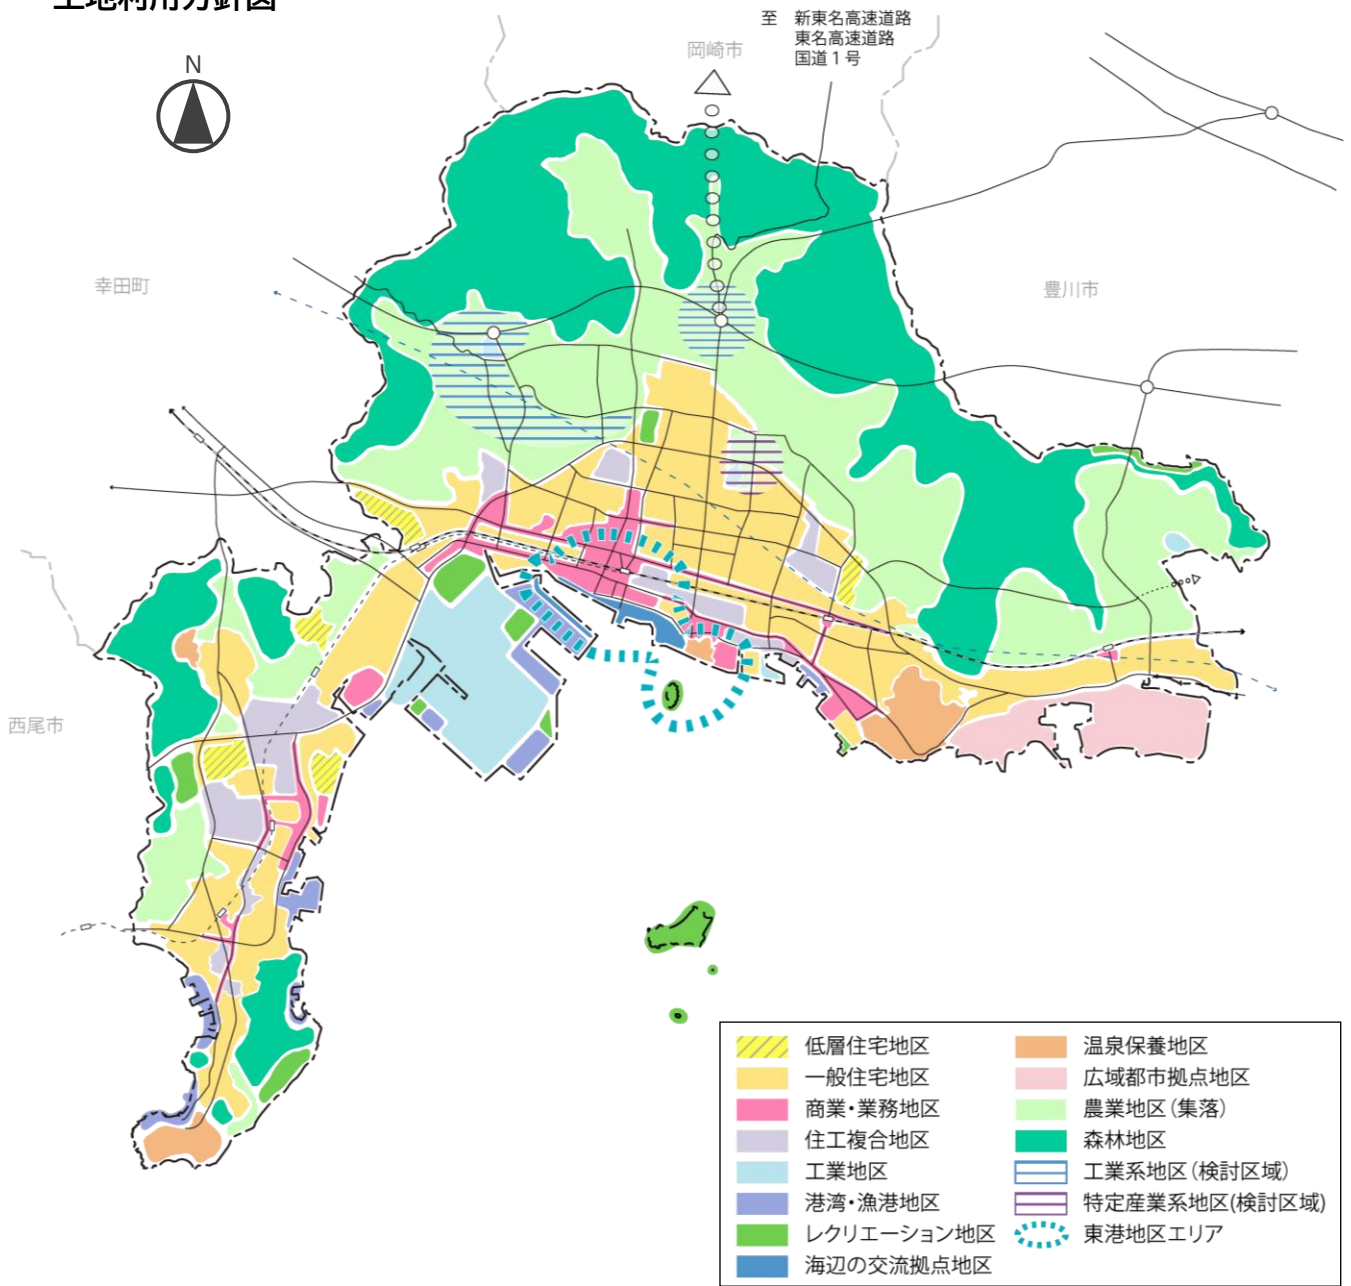 土地利用方針図
N
至 新東名高速道路
東名高速道路
国道1号
岡崎市
幸田町
豊川市
西尾市
低層住宅地区
一般住宅地区
商業・業務地区
住工複合地区
工業地区
港湾・漁港地区
レクリエーション地区
海辺の交流拠点地区
温泉保養地区
広域都市拠点地区
農業地区(集落)
森林地区
工業系地区(検討区域)
特定産業系地区(検討区域)
東港地区エリア